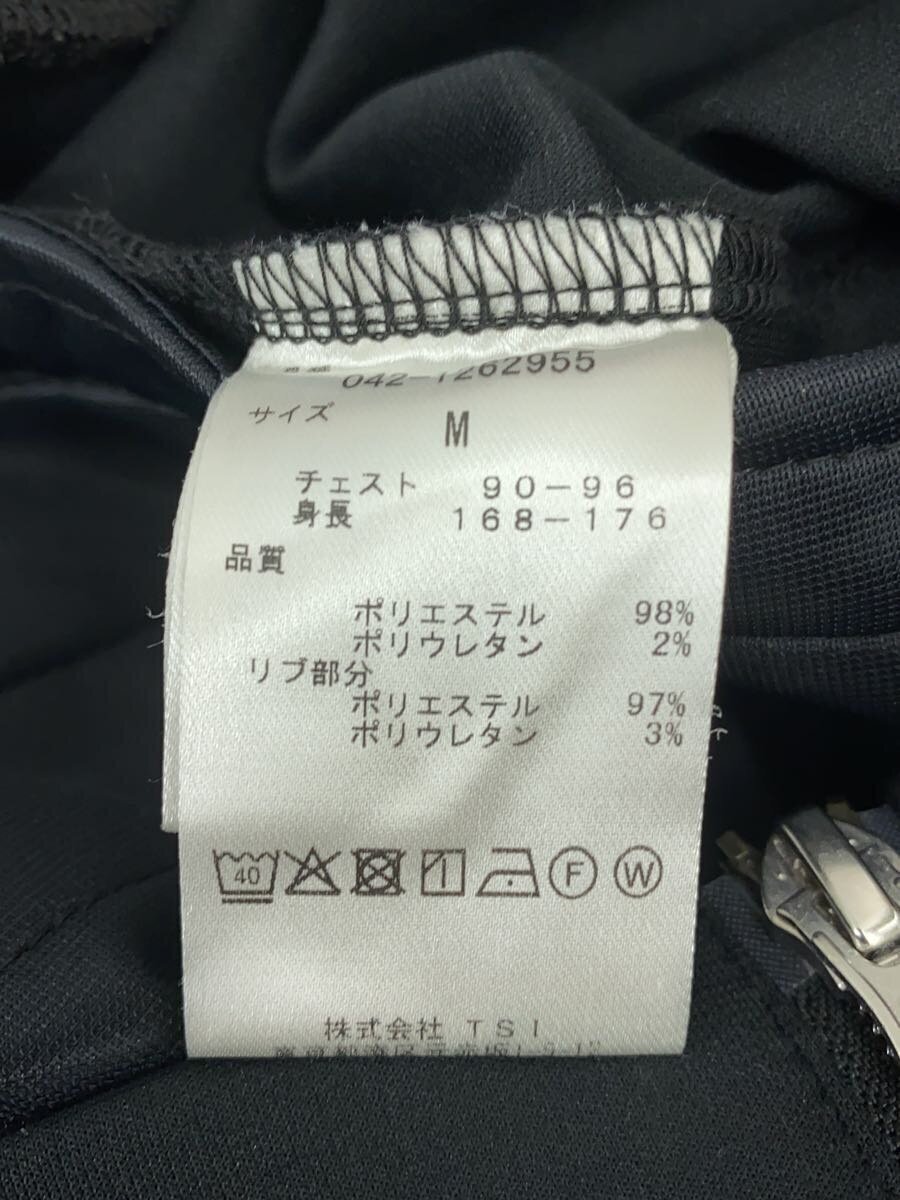 042-1262955
サイズ M
チェスト 90-96
身長 168-176
品質
ポリエステル 98%
ポリウレタン 2%
リブ部分
ポリエステル 97%
ポリウレタン 3%
40
F W
株式会社 TSI